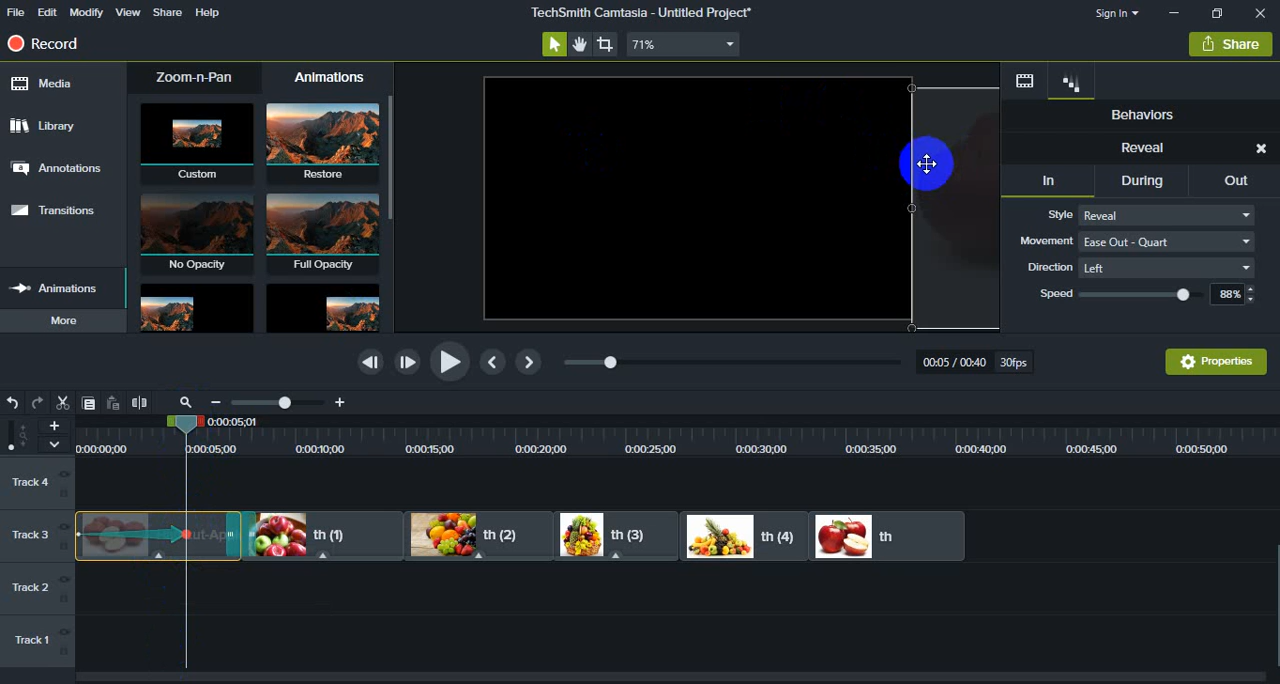 File Edit Modify View Share Help
TechSmith Camtasia - Untitled Project*
Sign In
Record
71%
Share
Media
Library
Annotations
Transitions
Animations
More
Zoom-n-Pan
Animations
Custom
Restore
No Opacity
Full Opacity
Behaviors
Reveal
In
During
Out
Style Reveal
Movement Ease Out - Quart
Direction Left
Speed 88%
00:05 / 00:40 30fps
Properties
0:00:05;01
0:00:00;00 0:00:05;00 0:00:10;00 0:00:15;00 0:00:20;00 0:00:25;00 0:00:30;00 0:00:35;00 0:00:40;00 0:00:45;00 0:00:50;00
Track 4
Track 3
th (1)
th (2)
th (3)
th (4)
th
Track 2
Track 1